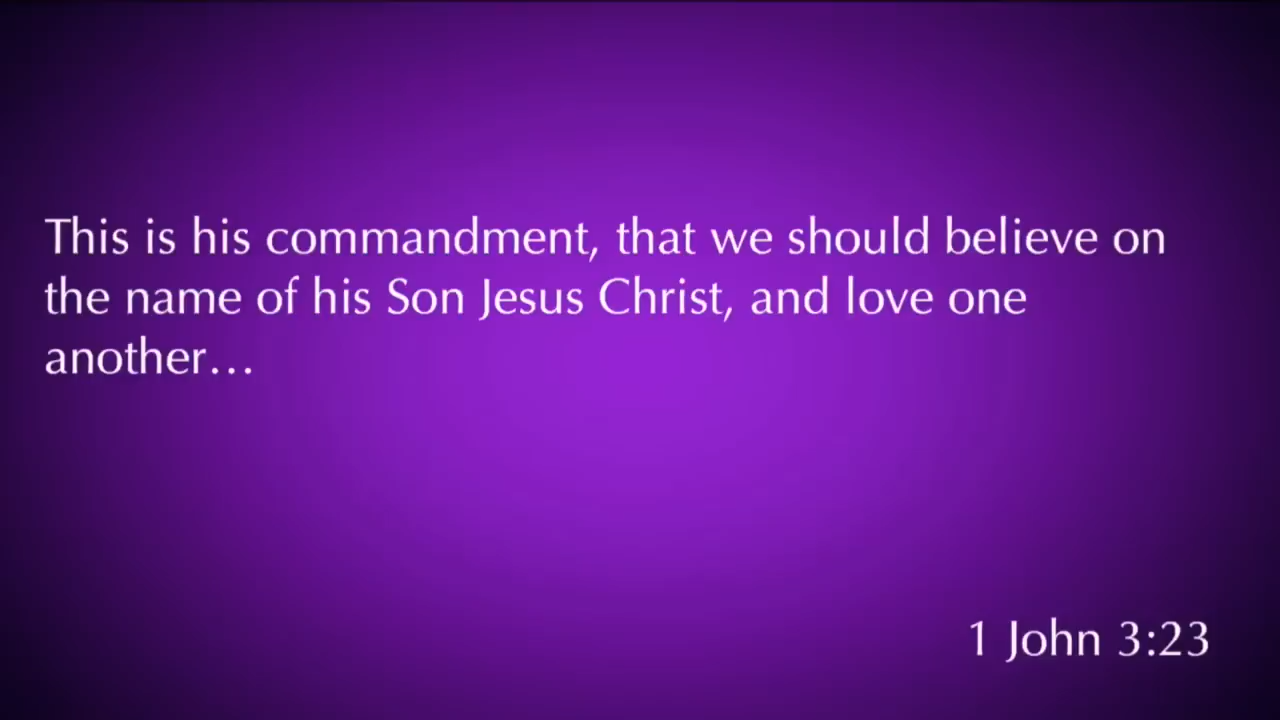 This is his commandment, that we should believe on
the name of his Son Jesus Christ, and love one
another…
1 John 3:23